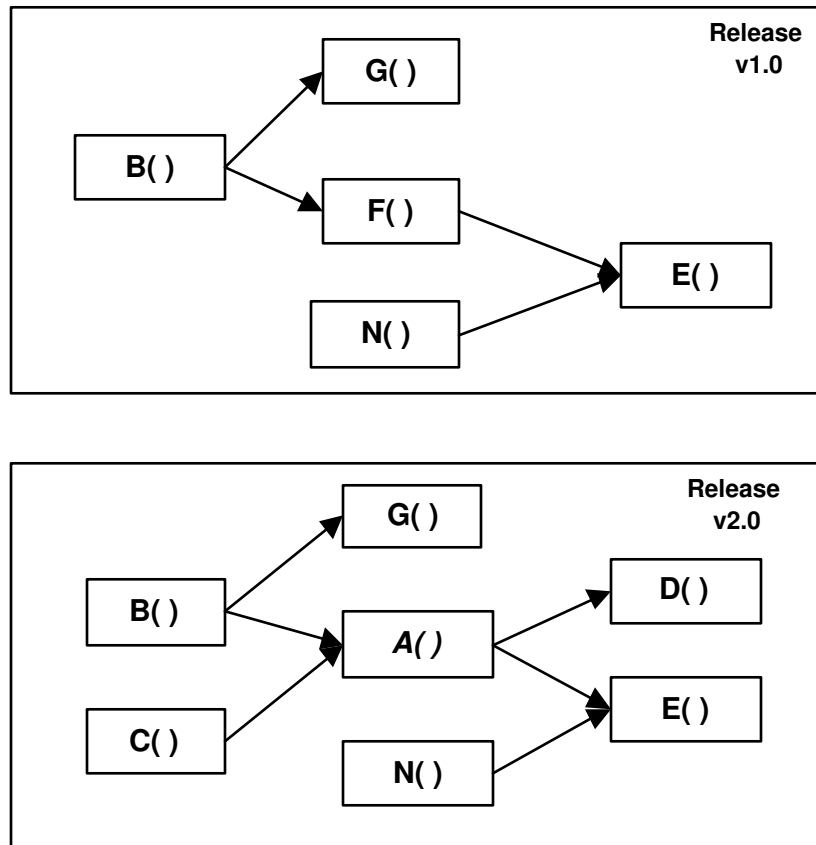 Release
v1.0
G( )
B( )
F( )
E( )
N( )
Release
v2.0
G( )
D( )
B( )
A( )
E( )
C( )
N( )